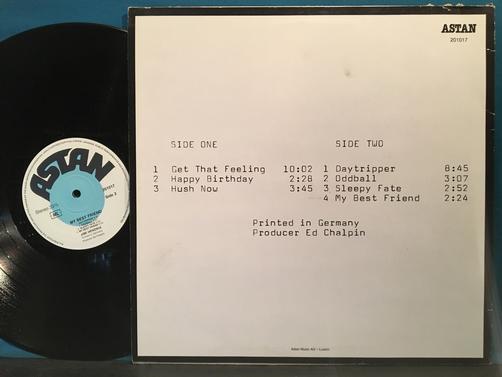 ASTAN
201017
SIDE ONE
1 Get That Feeling 10:02
2 Happy Birthday 2:28
3 Hush Now 3:45
SIDE TWO
1 Daytripper 8:45
2 Oddball 3:07
3 Sleepy Fate 2:52
4 My Best Friend 2:24
Printed in Germany
Producer Ed Chalpin
ASTAN
201017
MY BEST FRIEND